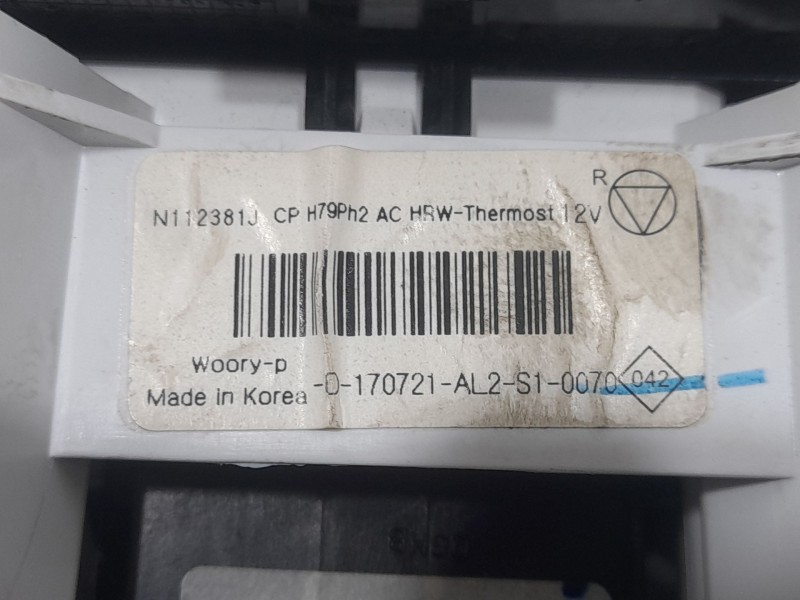 R
N112381J CP H79Ph2 AC HRW-Thermost 12V
Woory-p
Made in Korea -D-170721-AL2-S1-0070 042